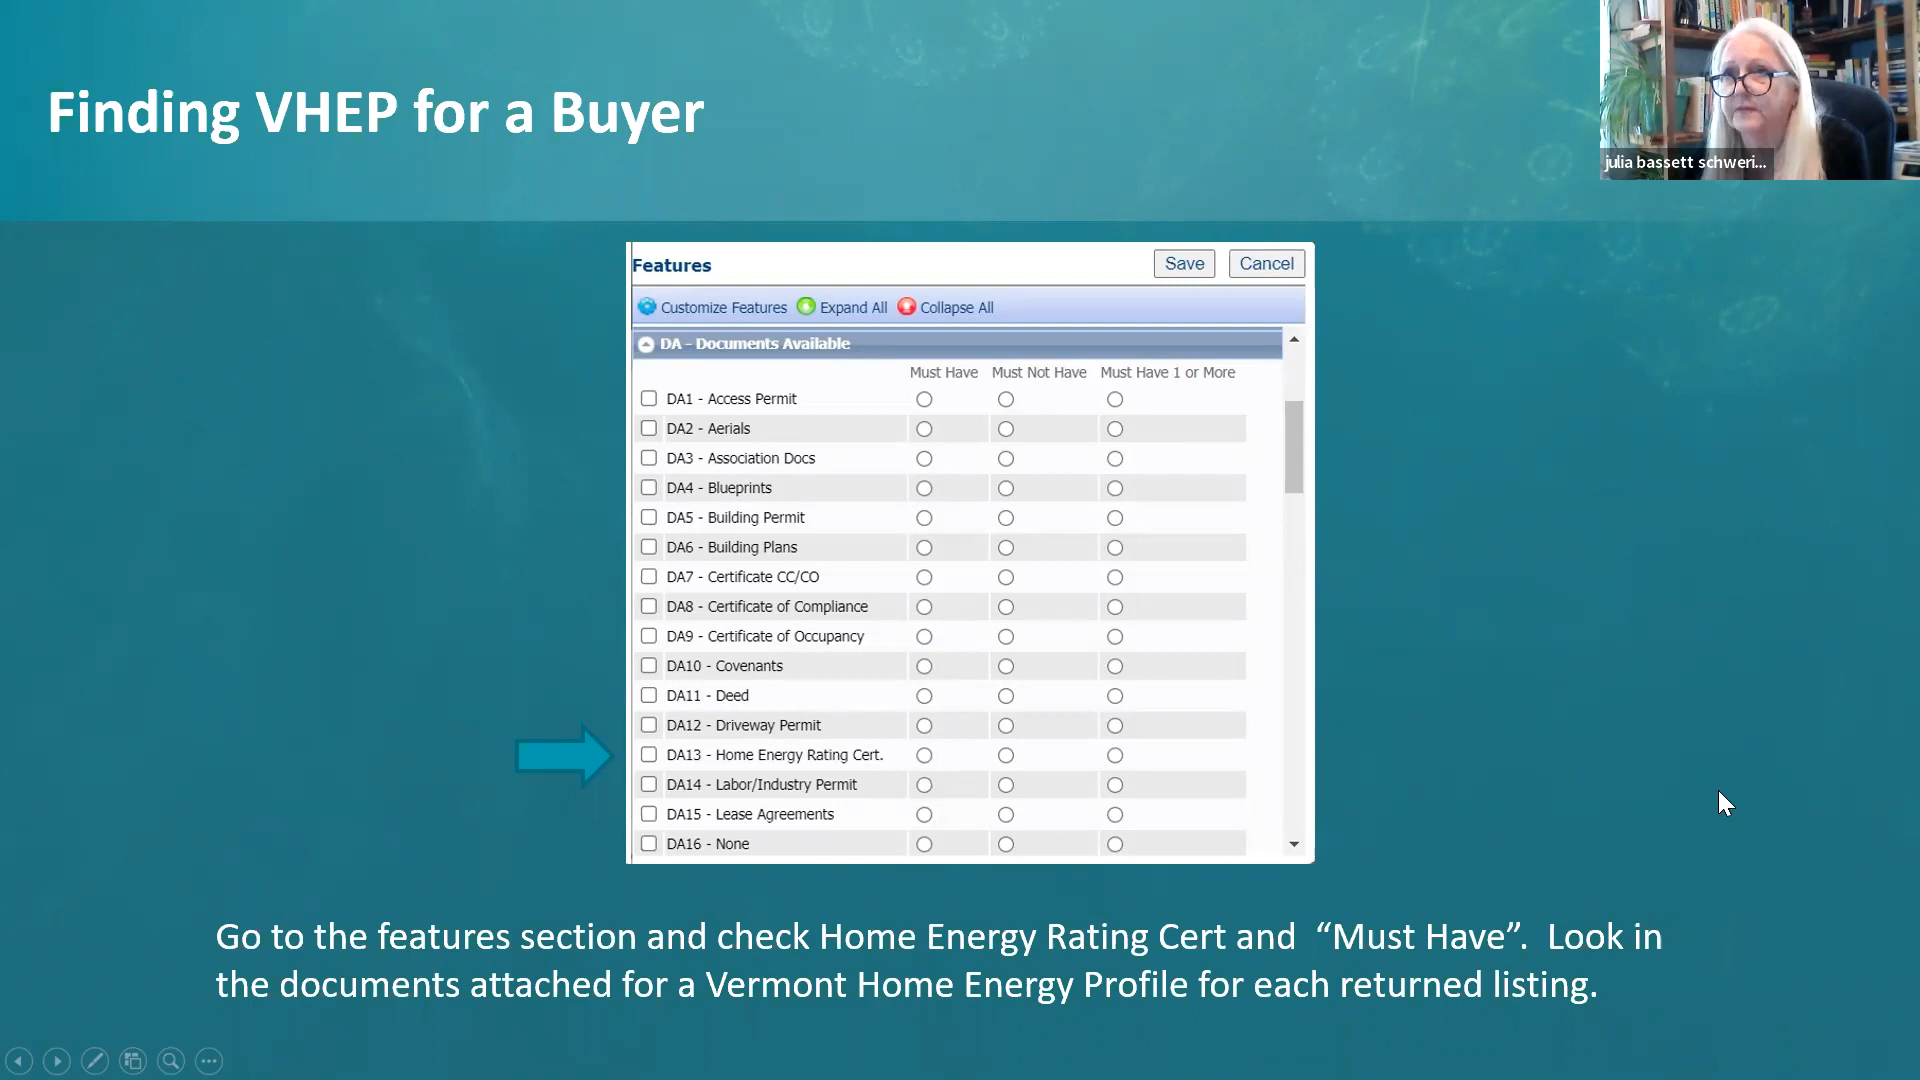 Finding VHEP for a Buyer
julia bassett schweri...
Features
Save
Cancel
Customize Features
Expand All
Collapse All
DA - Documents Available
Must Have
Must Not Have
Must Have 1 or More
DA1 - Access Permit
DA2 - Aerials
DA3 - Association Docs
DA4 - Blueprints
DA5 - Building Permit
DA6 - Building Plans
DA7 - Certificate CC/CO
DA8 - Certificate of Compliance
DA9 - Certificate of Occupancy
DA10 - Covenants
DA11 - Deed
DA12 - Driveway Permit
DA13 - Home Energy Rating Cert.
DA14 - Labor/Industry Permit
DA15 - Lease Agreements
DA16 - None
Go to the features section and check Home Energy Rating Cert and “Must Have”. Look in
the documents attached for a Vermont Home Energy Profile for each returned listing.